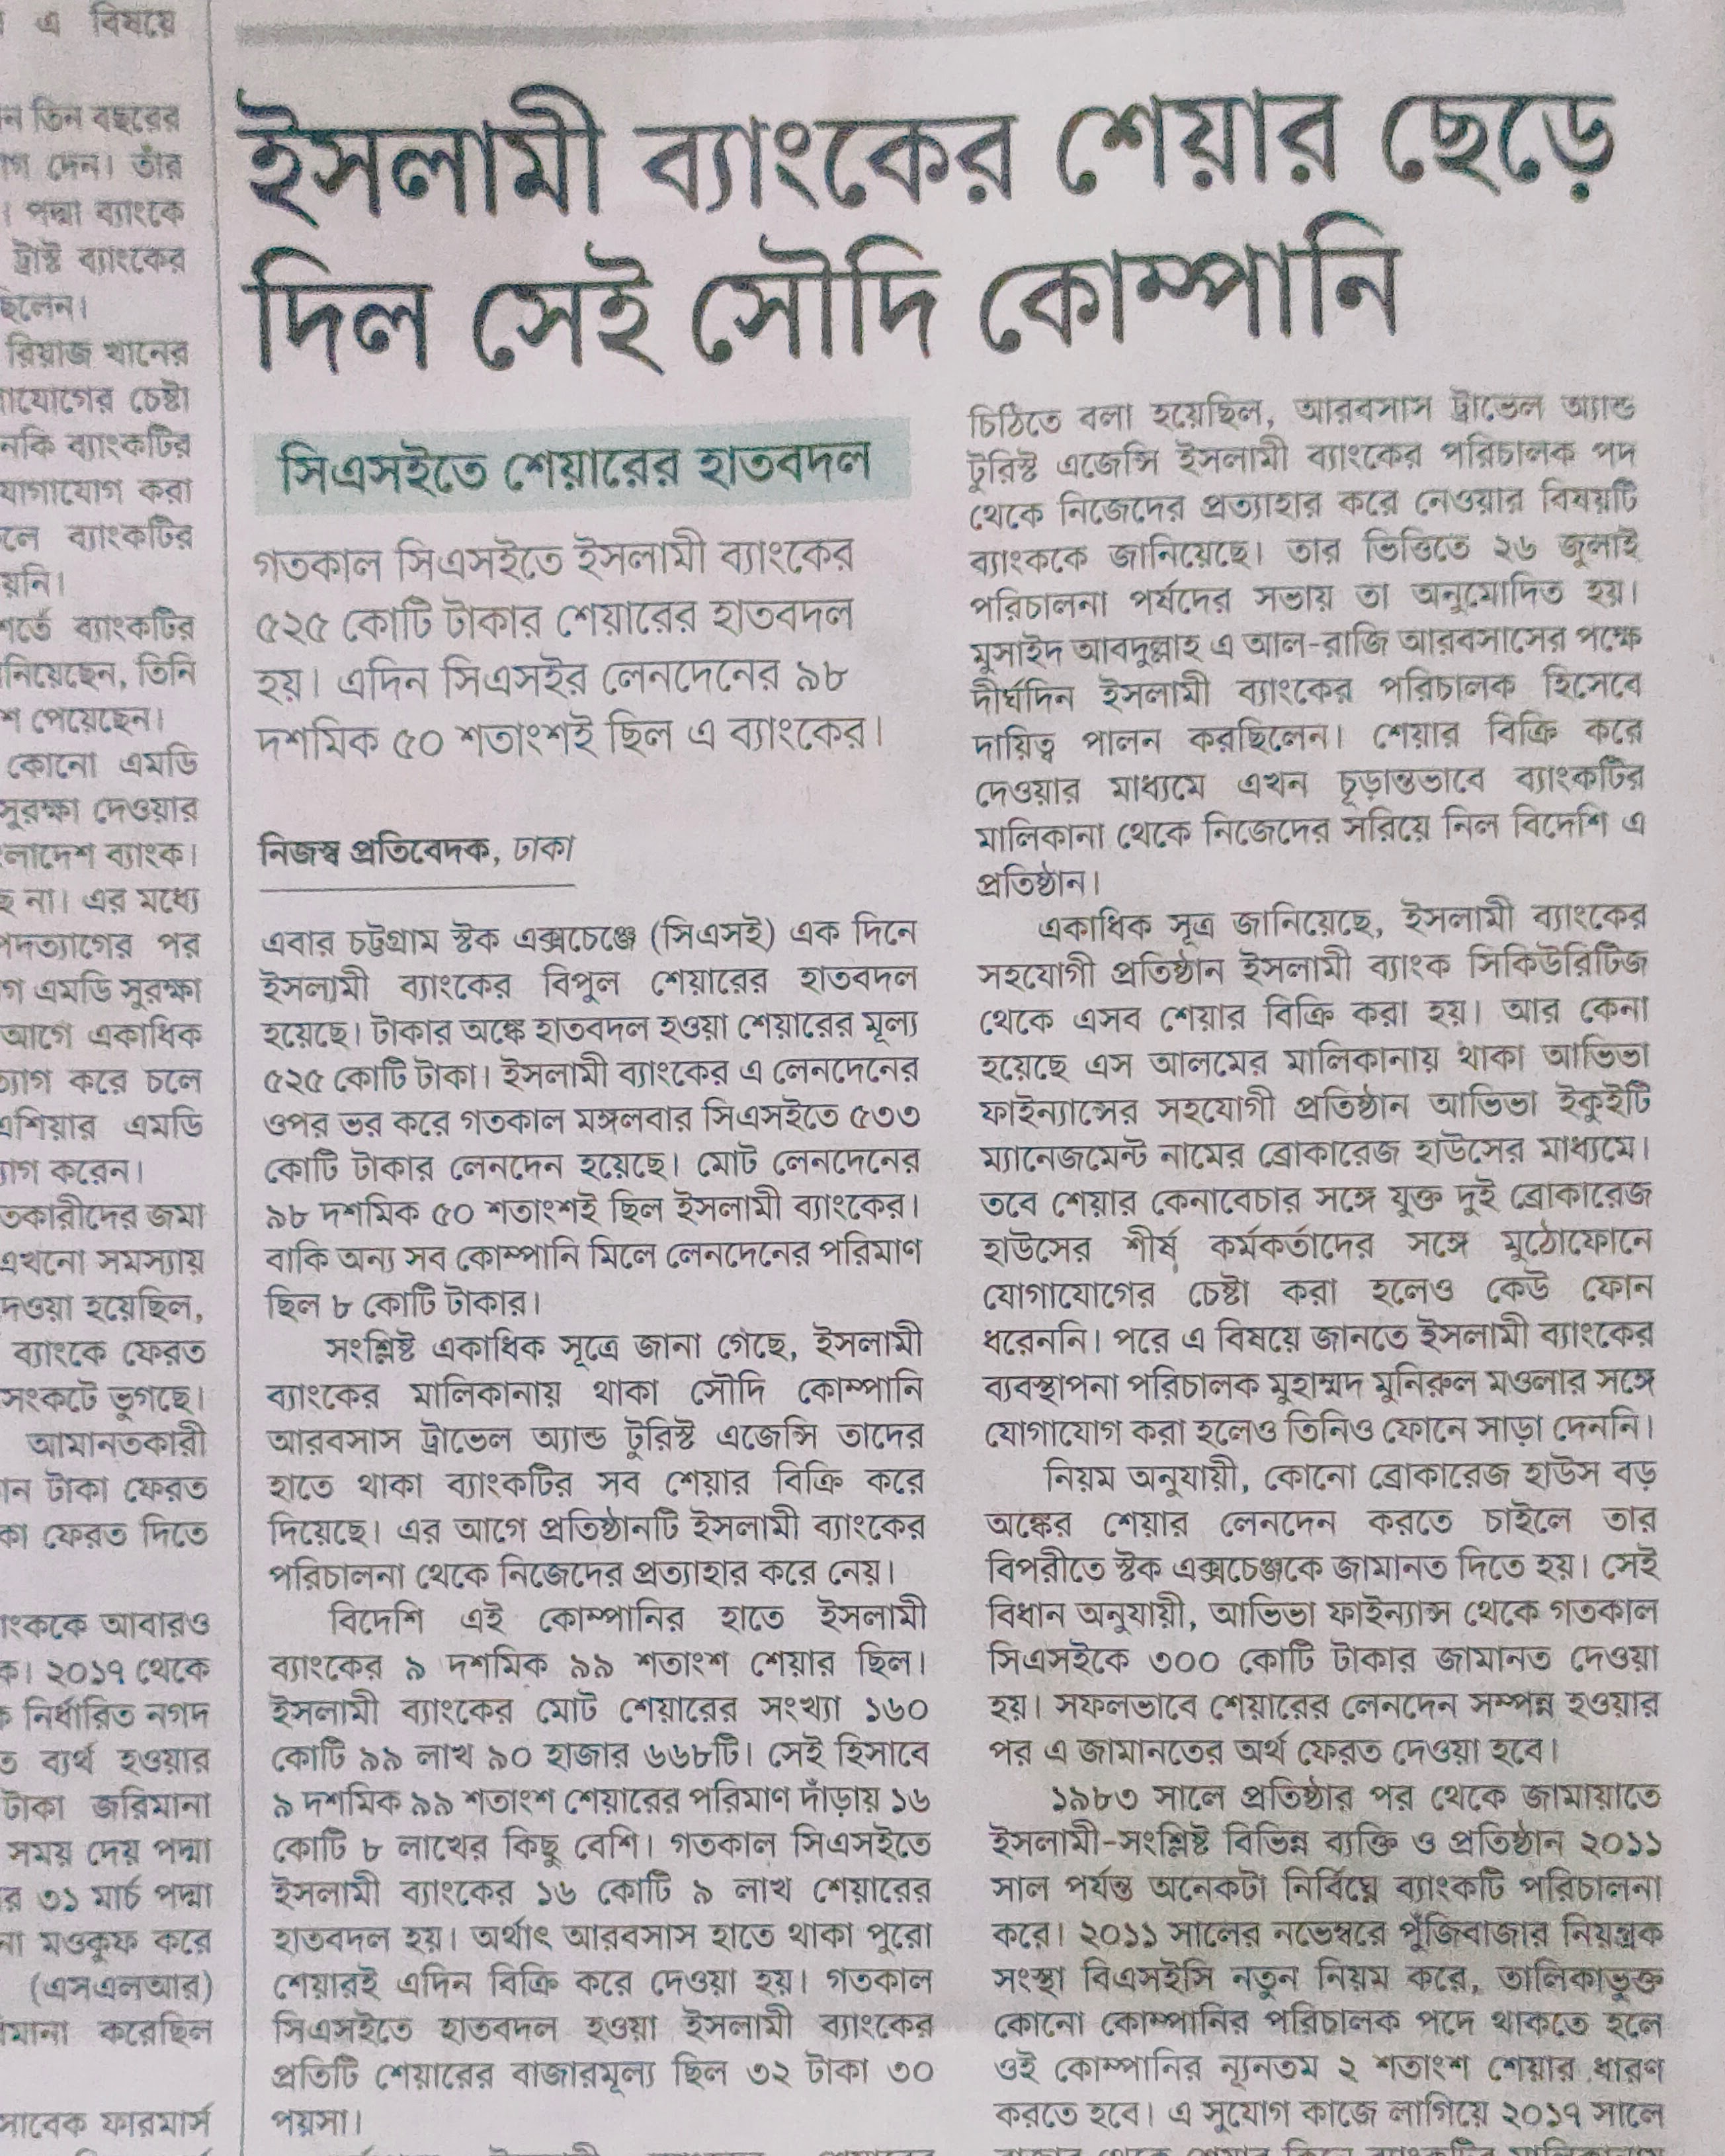 এ বিষয়ে
তিন বছরের
দেন। তাঁর
পদ্মা ব্যাংকে
ট্রাস্ট ব্যাংকের
রিয়াজ খানের
চেষ্টা
ব্যাংকটির
করা
ব্যাংকটির
ব্যাংকটির
তিনি
পেয়েছেন।
কোনো এমডি
সুরক্ষা দেওয়ার
ব্যাংক।
না। এর মধ্যে
পর
এমডি সুরক্ষা
আগে একাধিক
করে চলে
এমডি
করেন।
জমা
এখনো সমস্যায়
হয়েছিল,
ব্যাংকে ফেরত
সংকটে ভুগছে।
আমানতকারী
টাকা ফেরত
ফেরত দিতে
আবারও
২০১৭ থেকে
নির্ধারিত নগদ
ব্যর্থ হওয়ার
টাকা জরিমানা
সময় দেয় পদ্মা
৩১ মার্চ পদ্মা
মওকুফ করে
(এসএলআর)
করেছিল
সাবেক ফারমার্স
ইসলামী ব্যাংকের শেয়ার ছেড়ে
দিল সেই সৌদি কোম্পানি
সিএসইতে শেয়ারের হাতবদল
গতকাল সিএসইতে ইসলামী ব্যাংকের
৫২৫ কোটি টাকার শেয়ারের হাতবদল
হয়। এদিন সিএসইর লেনদেনের ৯৮
দশমিক ৫০ শতাংশই ছিল এ ব্যাংকের।
নিজস্ব প্রতিবেদক, ঢাকা
এবার চট্টগ্রাম স্টক এক্সচেঞ্জে (সিএসই) এক দিনে
ইসলামী ব্যাংকের বিপুল শেয়ারের হাতবদল
হয়েছে। টাকার অঙ্কে হাতবদল হওয়া শেয়ারের মূল্য
৫২৫ কোটি টাকা। ইসলামী ব্যাংকের এ লেনদেনের
ওপর ভর করে গতকাল মঙ্গলবার সিএসইতে ৫৩৩
কোটি টাকার লেনদেন হয়েছে। মোট লেনদেনের
৯৮ দশমিক ৫০ শতাংশই ছিল ইসলামী ব্যাংকের।
বাকি অন্য সব কোম্পানি মিলে লেনদেনের পরিমাণ
ছিল ৮ কোটি টাকার।
সংশ্লিষ্ট একাধিক সূত্রে জানা গেছে, ইসলামী
ব্যাংকের মালিকানায় থাকা সৌদি কোম্পানি
আরবসাস ট্রাভেল অ্যান্ড টুরিস্ট এজেন্সি তাদের
হাতে থাকা ব্যাংকটির সব শেয়ার বিক্রি করে
দিয়েছে। এর আগে প্রতিষ্ঠানটি ইসলামী ব্যাংকের
পরিচালনা থেকে নিজেদের প্রত্যাহার করে নেয়।
বিদেশি এই কোম্পানির হাতে ইসলামী
ব্যাংকের ৯ দশমিক ৯৯ শতাংশ শেয়ার ছিল।
ইসলামী ব্যাংকের মোট শেয়ারের সংখ্যা ১৬০
কোটি ৯৯ লাখ ৯০ হাজার ৬৬৮টি। সেই হিসাবে
৯ দশমিক ৯৯ শতাংশ শেয়ারের পরিমাণ দাঁড়ায় ১৬
কোটি ৮ লাখের কিছু বেশি। গতকাল সিএসইতে
ইসলামী ব্যাংকের ১৬ কোটি ৯ লাখ শেয়ারের
হাতবদল হয়। অর্থাৎ আরবসাস হাতে থাকা পুরো
শেয়ারই এদিন বিক্রি করে দেওয়া হয়। গতকাল
সিএসইতে হাতবদল হওয়া ইসলামী ব্যাংকের
প্রতিটি শেয়ারের বাজারমূল্য ছিল ৩২ টাকা ৩০
পয়সা।
চিঠিতে বলা হয়েছিল, আরবসাস ট্রাভেল অ্যান্ড
টুরিস্ট এজেন্সি ইসলামী ব্যাংকের পরিচালক পদ
থেকে নিজেদের প্রত্যাহার করে নেওয়ার বিষয়টি
ব্যাংককে জানিয়েছে। তার ভিত্তিতে ২৬ জুলাই
পরিচালনা পর্ষদের সভায় তা অনুমোদিত হয়।
মুসাইদ আবদুল্লাহ এ আল-রাজি আরবসাসের পক্ষে
দীর্ঘদিন ইসলামী ব্যাংকের পরিচালক হিসেবে
দায়িত্ব পালন করছিলেন। শেয়ার বিক্রি করে
দেওয়ার মাধ্যমে এখন চূড়ান্তভাবে ব্যাংকটির
মালিকানা থেকে নিজেদের সরিয়ে নিল বিদেশি এ
প্রতিষ্ঠান।
একাধিক সূত্র জানিয়েছে, ইসলামী ব্যাংকের
সহযোগী প্রতিষ্ঠান ইসলামী ব্যাংক সিকিউরিটিজ
থেকে এসব শেয়ার বিক্রি করা হয়। আর কেনা
হয়েছে এস আলমের মালিকানায় থাকা আভিভা
ফাইন্যান্সের সহযোগী প্রতিষ্ঠান আভিভা ইকুইটি
ম্যানেজমেন্ট নামের ব্রোকারেজ হাউসের মাধ্যমে।
তবে শেয়ার কেনাবেচার সঙ্গে যুক্ত দুই ব্রোকারেজ
হাউসের শীর্ষ কর্মকর্তাদের সঙ্গে মুঠোফোনে
যোগাযোগের চেষ্টা করা হলেও কেউ ফোন
ধরেননি। পরে এ বিষয়ে জানতে ইসলামী ব্যাংকের
ব্যবস্থাপনা পরিচালক মুহাম্মদ মুনিরুল মওলার সঙ্গে
যোগাযোগ করা হলেও তিনিও ফোনে সাড়া দেননি।
নিয়ম অনুযায়ী, কোনো ব্রোকারেজ হাউস বড়
অঙ্কের শেয়ার লেনদেন করতে চাইলে তার
বিপরীতে স্টক এক্সচেঞ্জকে জামানত দিতে হয়। সেই
বিধান অনুযায়ী, আভিভা ফাইন্যান্স থেকে গতকাল
সিএসইকে ৩০০ কোটি টাকার জামানত দেওয়া
হয়। সফলভাবে শেয়ারের লেনদেন সম্পন্ন হওয়ার
পর এ জামানতের অর্থ ফেরত দেওয়া হবে।
১৯৮৩ সালে প্রতিষ্ঠার পর থেকে জামায়াতে
ইসলামী-সংশ্লিষ্ট বিভিন্ন ব্যক্তি ও প্রতিষ্ঠান ২০১১
সাল পর্যন্ত অনেকটা নির্বিঘ্নে ব্যাংকটি পরিচালনা
করে। ২০১১ সালের নভেম্বরে পুঁজিবাজার নিয়ন্ত্রক
সংস্থা বিএসইসি নতুন নিয়ম করে, তালিকাভুক্ত
কোনো কোম্পানির পরিচালক পদে থাকতে হলে
ওই কোম্পানির ন্যূনতম ২ শতাংশ শেয়ার ধারণ
করতে হবে। এ সুযোগ কাজে লাগিয়ে ২০১৭ সালে